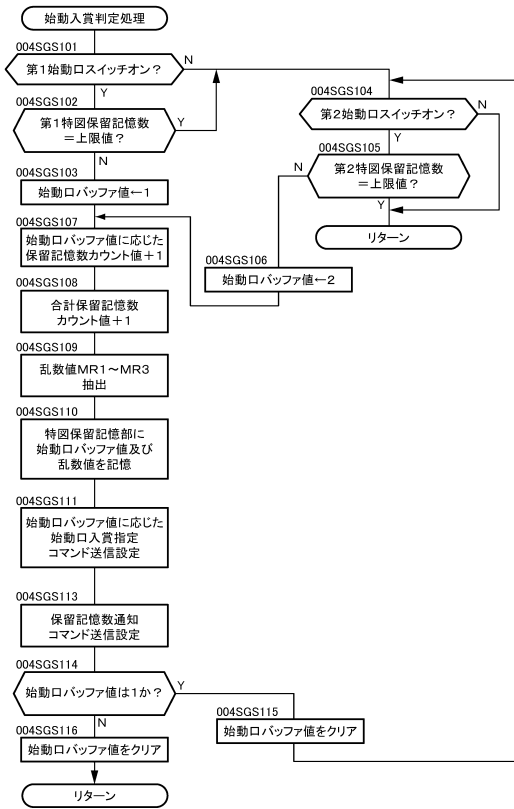 始動入賞判定処理
004SGS101
第1始動口スイッチオン？
N
Y
004SGS102
第1特図保留記憶数
＝上限値？
Y
N
004SGS103
始動口バッファ値←1
004SGS104
第2始動口スイッチオン？
N
Y
004SGS105
第2特図保留記憶数
＝上限値？
N
Y
リターン
004SGS106
始動口バッファ値←2
004SGS107
始動口バッファ値に応じた
保留記憶数カウント値＋1
004SGS108
合計保留記憶数
カウント値＋1
004SGS109
乱数値MR1～MR3
抽出
004SGS110
特図保留記憶部に
始動口バッファ値及び
乱数値を記憶
004SGS111
始動口バッファ値に応じた
始動口入賞指定
コマンド送信設定
004SGS113
保留記憶数通知
コマンド送信設定
004SGS114
始動口バッファ値は1か？
Y
N
004SGS115
始動口バッファ値をクリア
004SGS116
始動口バッファ値をクリア
リターン